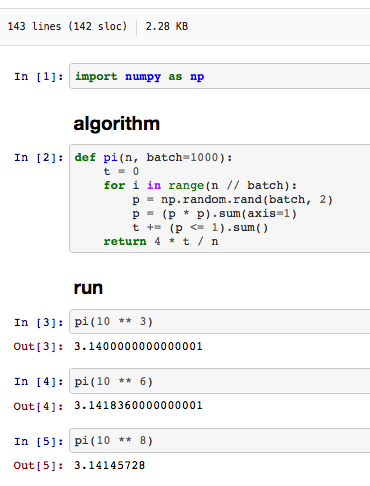 143 lines (142 sloc) 2.28 KB
In [1]: import numpy as np
algorithm
In [2]: def pi(n, batch=1000):
    t = 0
    for i in range(n // batch):
        p = np.random.rand(batch, 2)
        p = (p * p).sum(axis=1)
        t += (p <= 1).sum()
    return 4 * t / n
run
In [3]: pi(10 ** 3)
Out[3]: 3.1400000000000001
In [4]: pi(10 ** 6)
Out[4]: 3.1418360000000001
In [5]: pi(10 ** 8)
Out[5]: 3.14145728